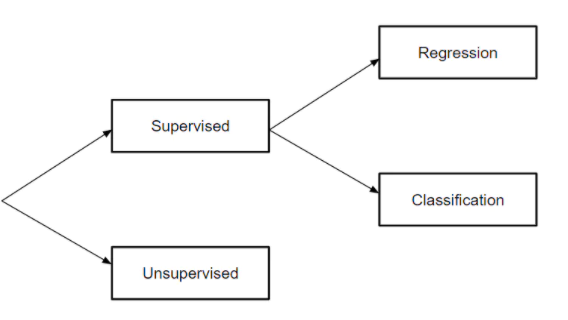 Regression
Supervised
Classification
Unsupervised